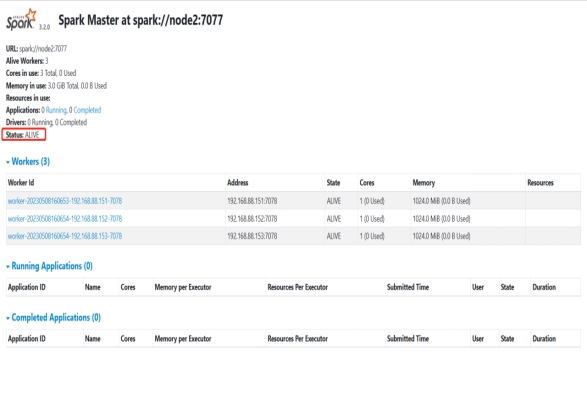 APACHE Spark 3.2.0 Spark Master at spark://node2:7077
URL: spark://node2:7077
Alive Workers: 3
Cores in use: 3 Total, 0 Used
Memory in use: 3.0 GiB Total, 0.0 B Used
Resources in use:
Applications: 0 Running, 0 Completed
Drivers: 0 Running, 0 Completed
Status: ALIVE
Workers (3)
Worker Id Address State Cores Memory Resources
worker-20230508160653-192.168.88.151-7078 192.168.88.151:7078 ALIVE 1 (0 Used) 1024.0 MiB (0.0 B Used)
worker-20230508160654-192.168.88.152-7078 192.168.88.152:7078 ALIVE 1 (0 Used) 1024.0 MiB (0.0 B Used)
worker-20230508160654-192.168.88.153-7078 192.168.88.153:7078 ALIVE 1 (0 Used) 1024.0 MiB (0.0 B Used)
Running Applications (0)
Application ID Name Cores Memory per Executor Resources Per Executor Submitted Time User State Duration
Completed Applications (0)
Application ID Name Cores Memory per Executor Resources Per Executor Submitted Time User State Duration